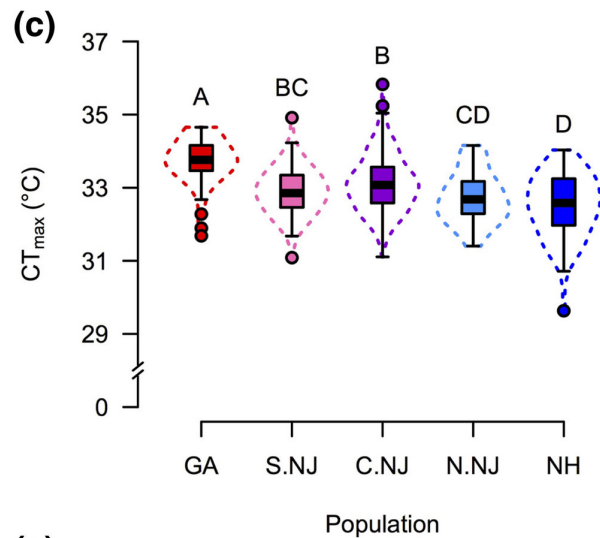 (c)
37
35
33
31
29
0
CTmax (°C)
A
BC
B
CD
D
GA S.NJ C.NJ N.NJ NH
Population